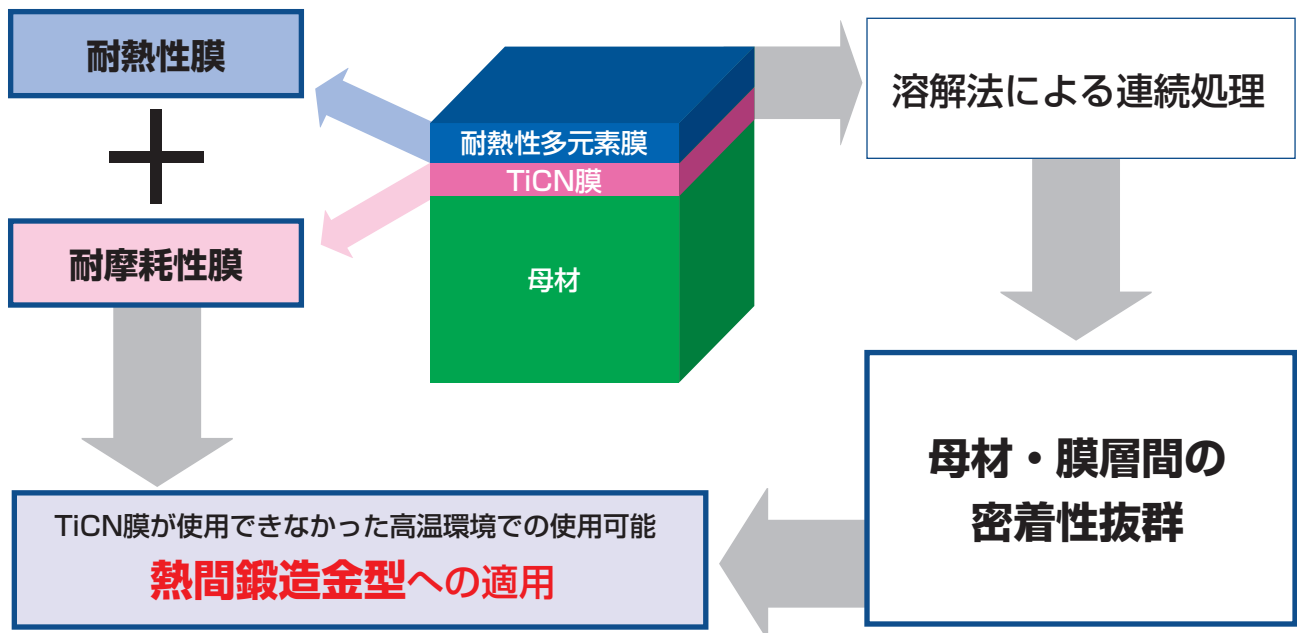 耐熱性膜
耐摩耗性膜
耐熱性多元素膜
TiCN膜
母材
溶解法による連続処理
母材・膜層間の
密着性抜群
TiCN膜が使用できなかった高温環境での使用可能
熱間鍛造金型への適用